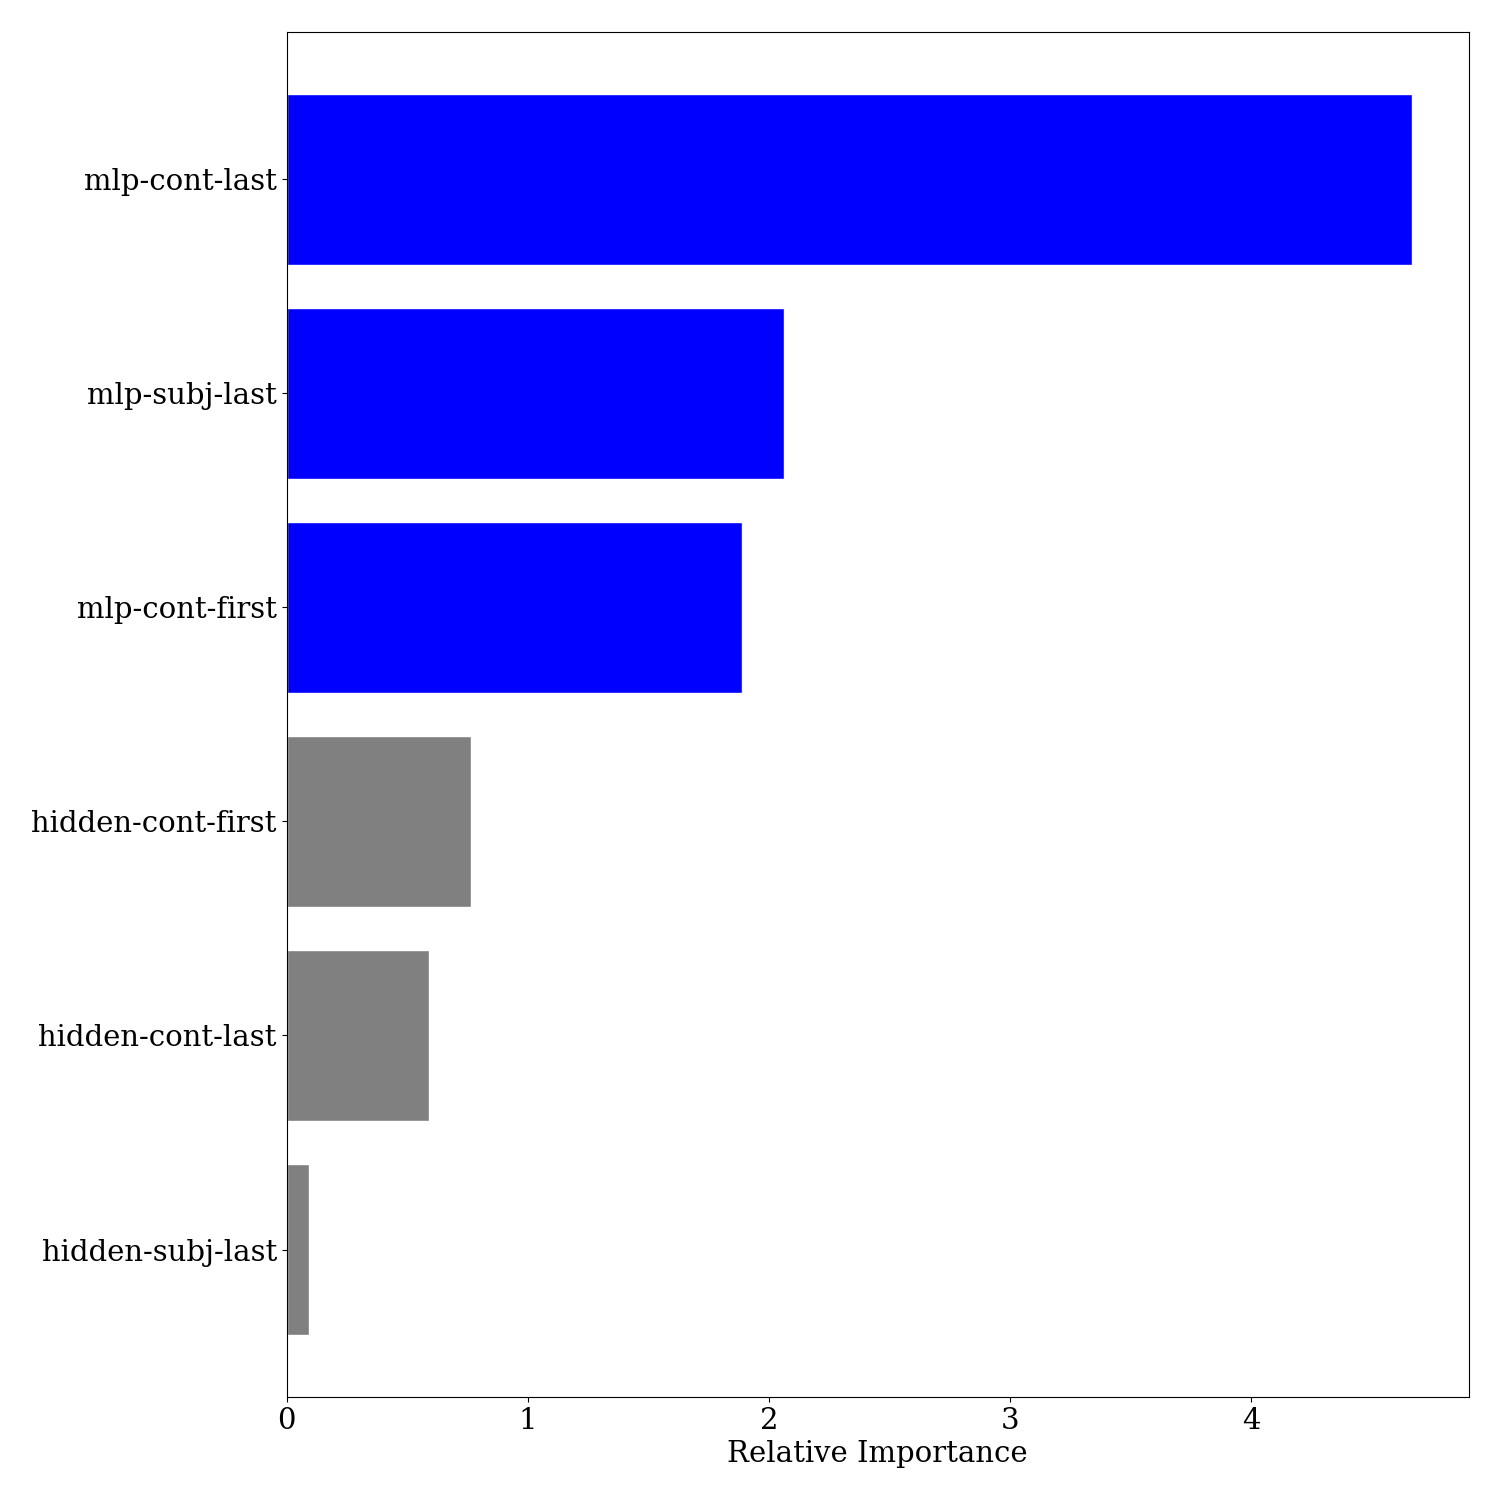 mlp-cont-last
mlp-subj-last
mlp-cont-first
hidden-cont-first
hidden-cont-last
hidden-subj-last
0 1 2 3 4
Relative Importance